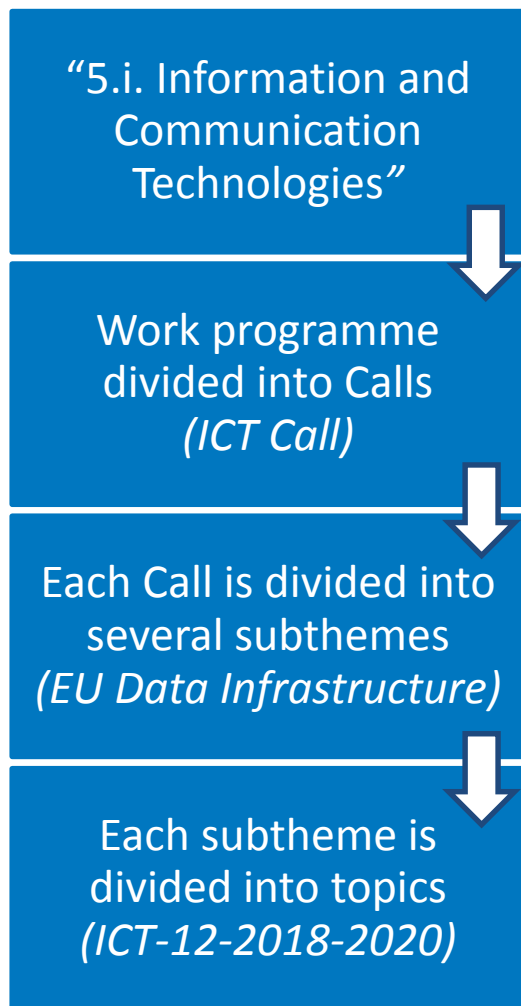 “5.i. Information and
Communication
Technologies”
Work programme
divided into Calls
(ICT Call)
Each Call is divided into
several subthemes
(EU Data Infrastructure)
Each subtheme is
divided into topics
(ICT-12-2018-2020)